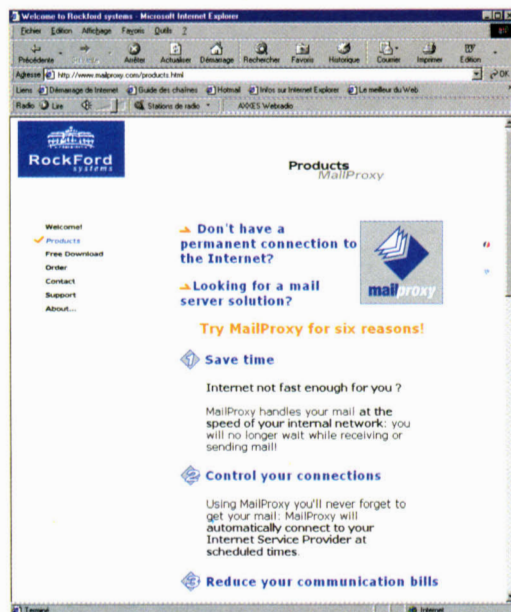 Welcome to Rockford systems - Microsoft Internet Explorer
Fichier Edition Affichage Favoris Outils ?
Précédente Arrêter Actualiser Démarrage Rechercher Favoris Historique Courrier Imprimer Edition
Adresse http://www.mailproxy.com/products.html OK
Liens Démarrage de Internet Guide des chaînes Hotmail Infos sur Internet Explorer Le meilleur du Web
Radio Lire Stations de radio AXXES Webradio
RockFord
systems
Products
MailProxy
Welcome!
Products
Free Download
Order
Contact
Support
About...
Don't have a
permanent connection to
the Internet?
Looking for a mail
server solution?
mailproxy
Try MailProxy for six reasons!
Save time
Internet not fast enough for you ?
MailProxy handles your mail at the
speed of your internal network: you
will no longer wait while receiving or
sending mail!
Control your connections
Using MailProxy you'll never forget to
get your mail: MailProxy will
automatically connect to your
Internet Service Provider at
scheduled times.
Reduce your communication bills
Terminé Internet